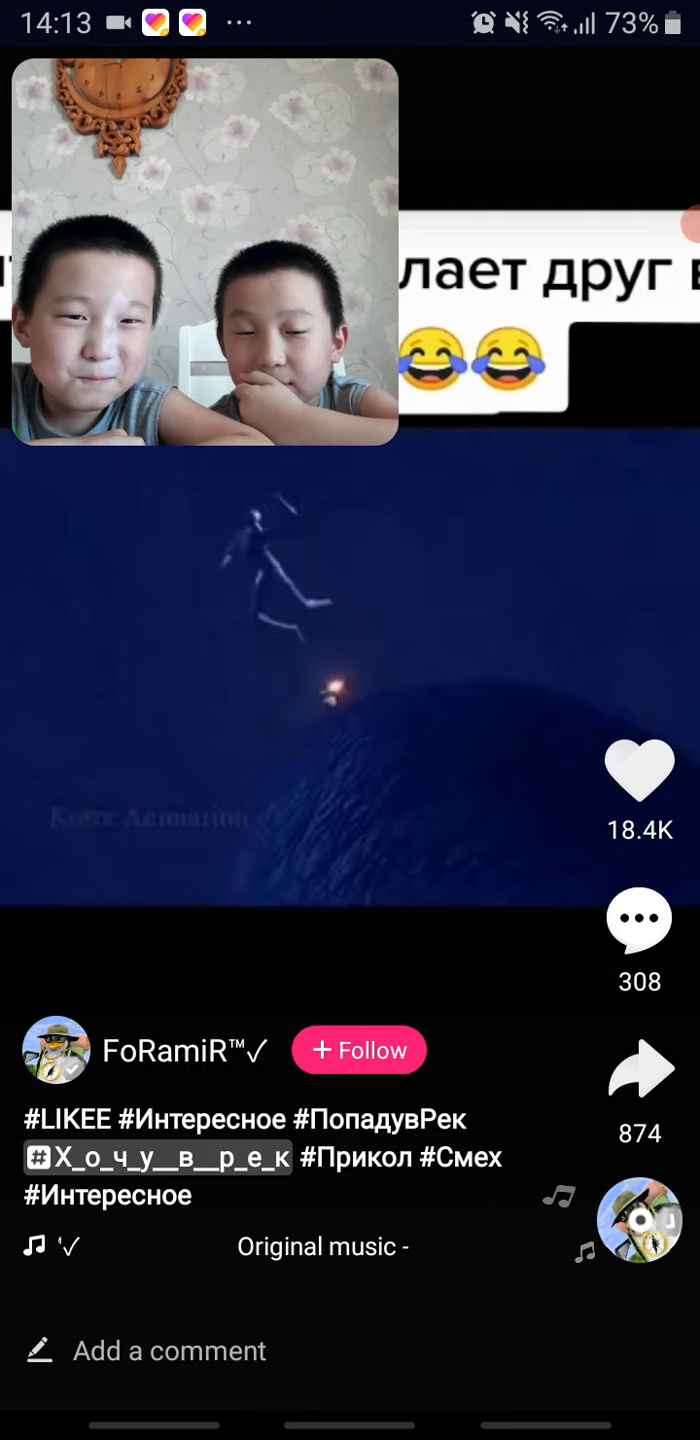 14:13
73%
лает друг в
FoRamiR™✓
+ Follow
#LIKEE #Интересное #ПопадувРек
#Х_о_ч_у__в__р_е_к #Прикол #Смех
#Интересное
'✓ Original music -
18.4K
308
874
Add a comment